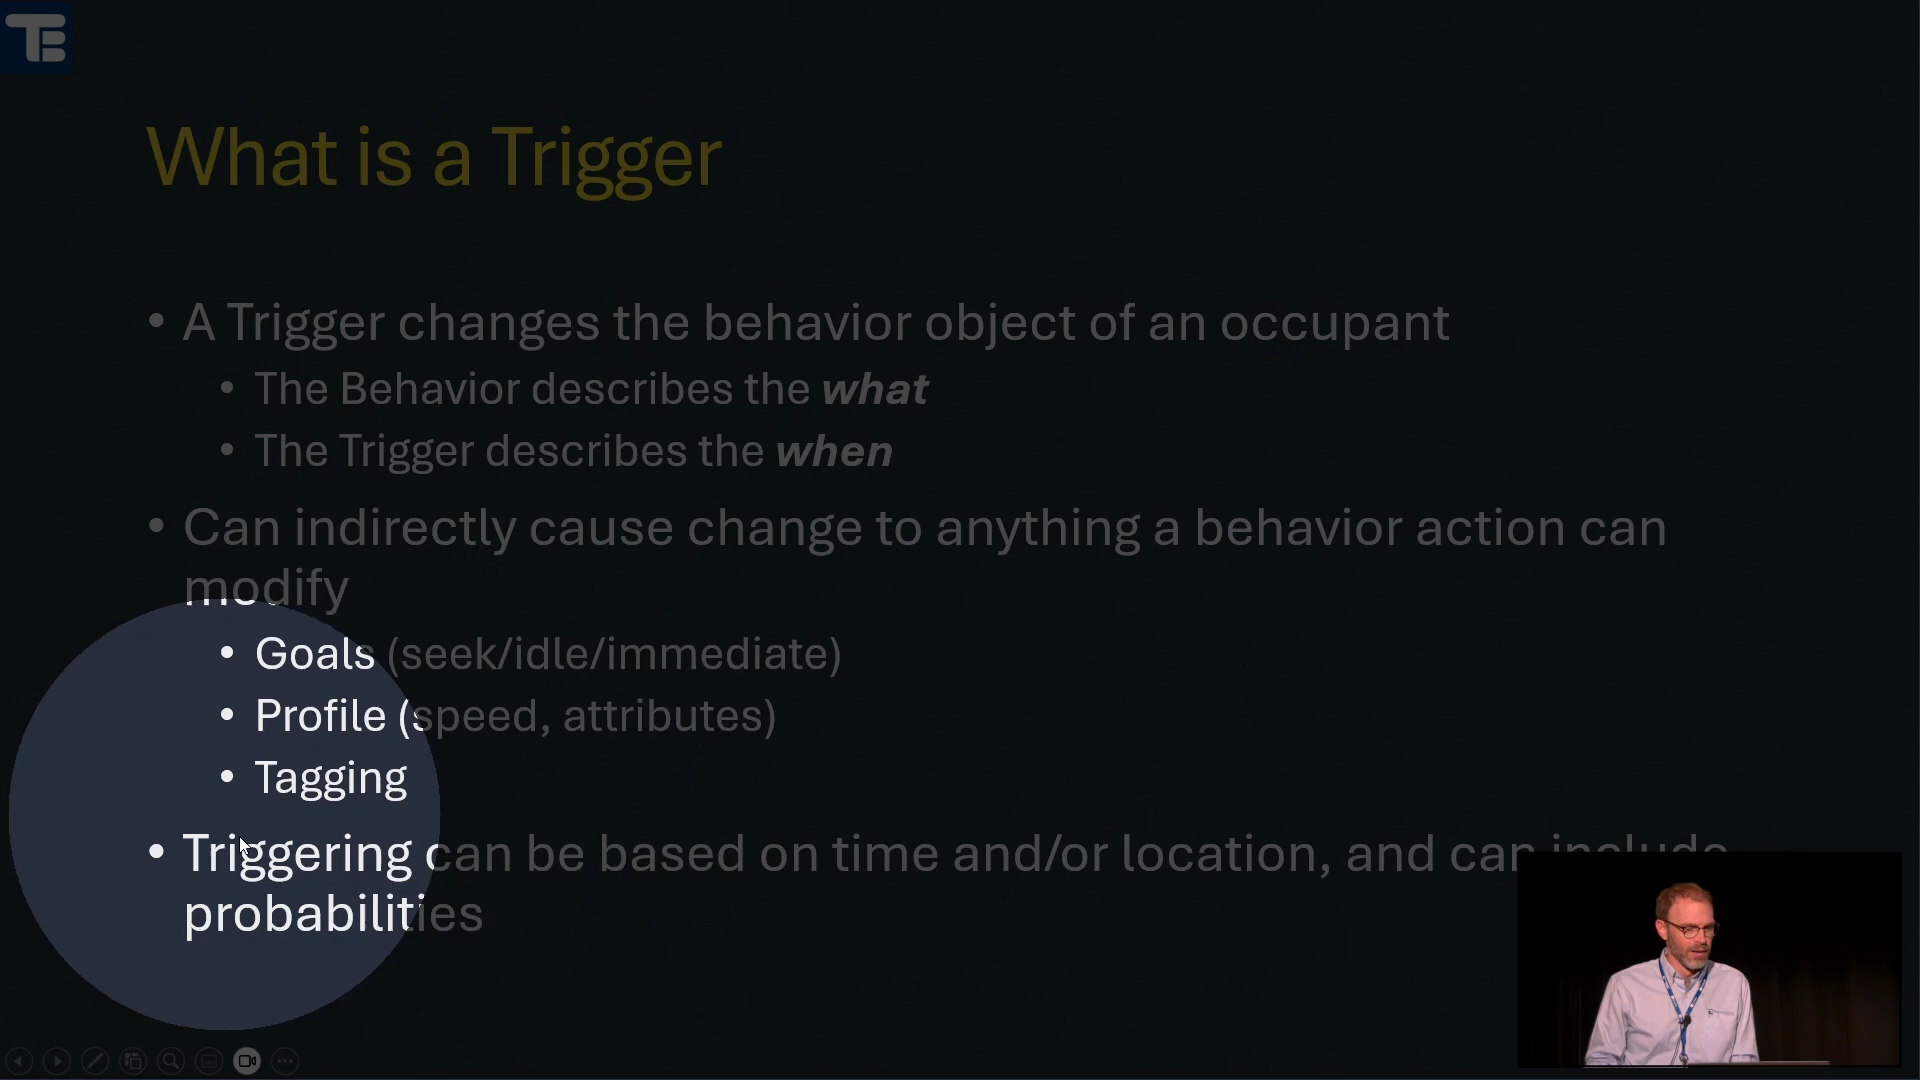 TB
What is a Trigger
• A Trigger changes the behavior object of an occupant
• The Behavior describes the what
• The Trigger describes the when
• Can indirectly cause change to anything a behavior action can
modify
• Goals (seek/idle/immediate)
• Profile (speed, attributes)
• Tagging
• Triggering can be based on time and/or location, and can include
probabilities